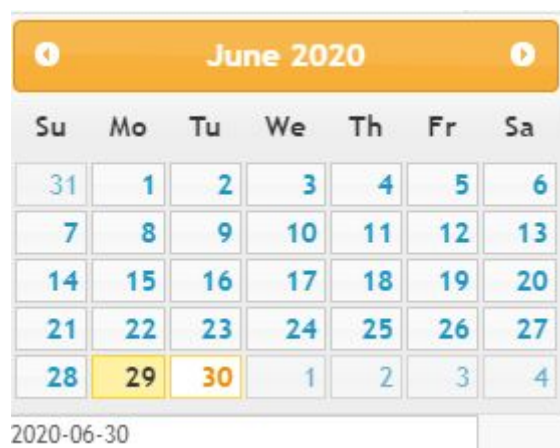 June 2020
Su Mo Tu We Th Fr Sa
31 1 2 3 4 5 6
7 8 9 10 11 12 13
14 15 16 17 18 19 20
21 22 23 24 25 26 27
28 29 30 1 2 3 4
2020-06-30